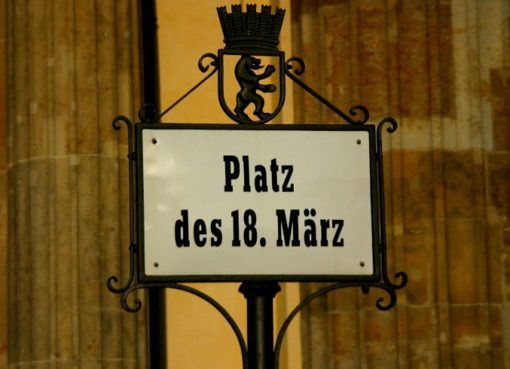 Platz
des 18. März